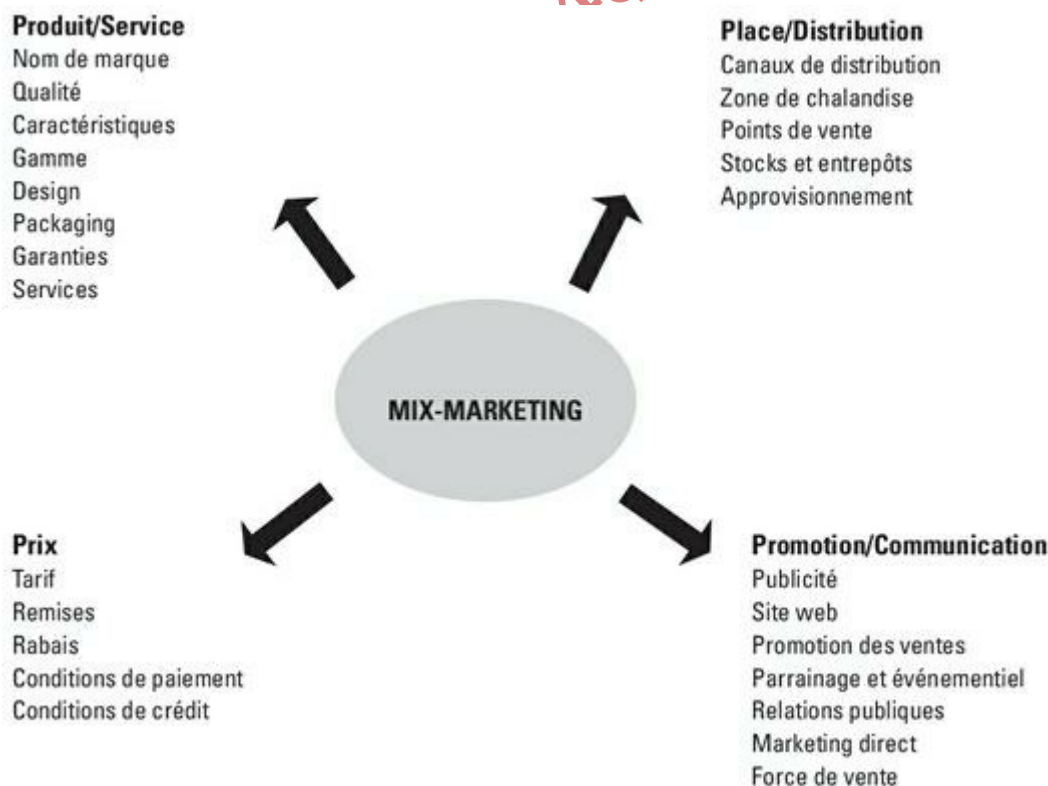 Produit/Service
Nom de marque
Qualité
Caractéristiques
Gamme
Design
Packaging
Garanties
Services
Place/Distribution
Canaux de distribution
Zone de chalandise
Points de vente
Stocks et entrepôts
Approvisionnement
MIX-MARKETING
Prix
Tarif
Remises
Rabais
Conditions de paiement
Conditions de crédit
Promotion/Communication
Publicité
Site web
Promotion des ventes
Parrainage et événementiel
Relations publiques
Marketing direct
Force de vente